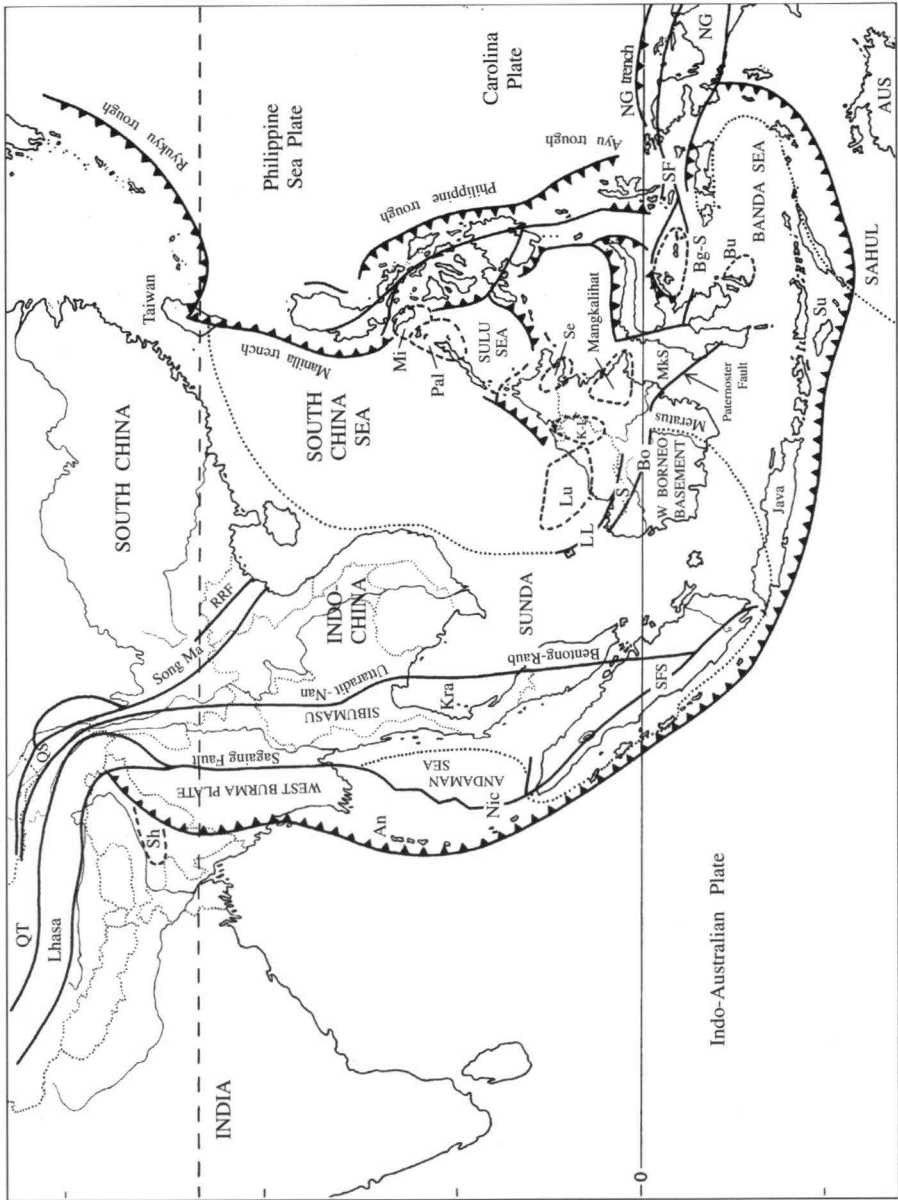 Ryukyu trough
Philippine
Sea Plate
Carolina
Plate
NG trench
NG
Taiwan
Philippine trough
Ayu trough
SF
AUS
SOUTH CHINA
Manilla trench
Mi
Pal
SULU
SEA
Se
Mangkalihat
Bg-S
Bu
BANDA SEA
SAHUL
SOUTH
CHINA
SEA
K-L
MkS
Paternoster
Fault
Su
Lu
S
Bo
Meratus
W BORNEO
BASEMENT
Java
LL
RRF
Song Ma
INDO
CHINA
SUNDA
Uttaradit-Nan
Bentong-Raub
Kra
SIBUMASU
SFS
QS
Sagaing Fault
ANDAMAN
SEA
WEST BURMA PLATE
Nic
An
Sh
QT
Lhasa
INDIA
Indo-Australian Plate
0